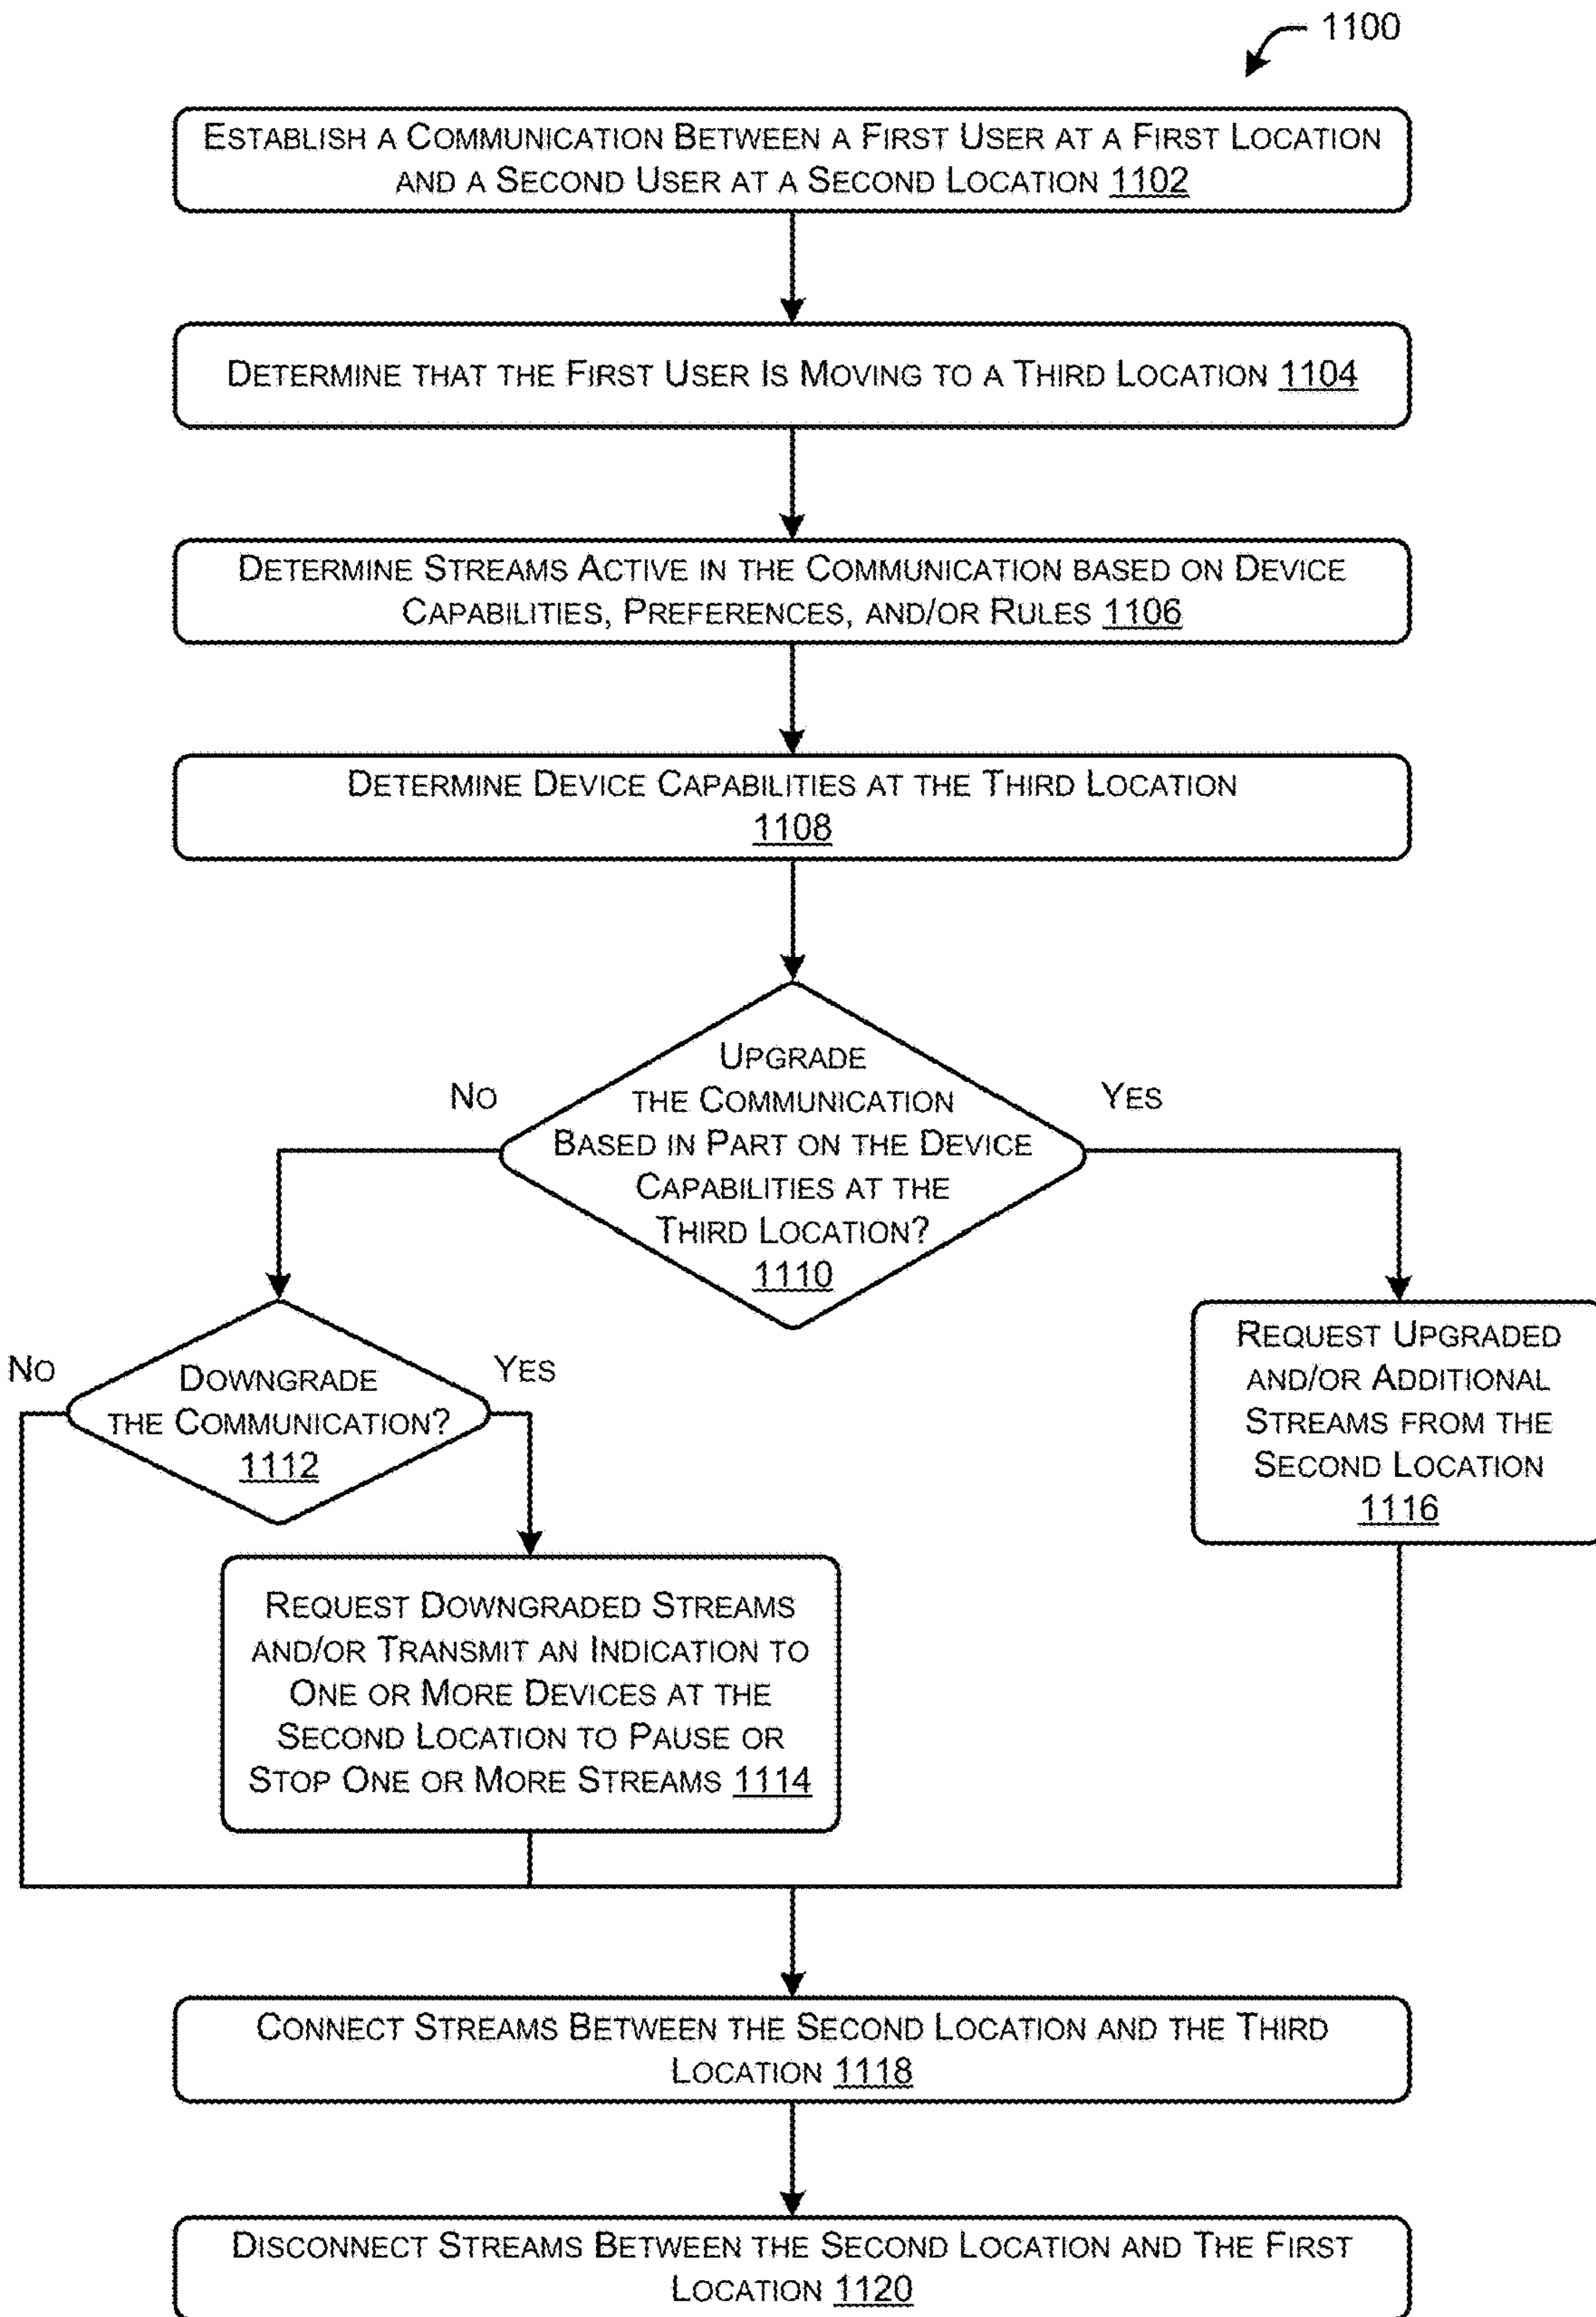 1100
ESTABLISH A COMMUNICATION BETWEEN A FIRST USER AT A FIRST LOCATION
AND A SECOND USER AT A SECOND LOCATION 1102
DETERMINE THAT THE FIRST USER IS MOVING TO A THIRD LOCATION 1104
DETERMINE STREAMS ACTIVE IN THE COMMUNICATION BASED ON DEVICE
CAPABILITIES, PREFERENCES, AND/OR RULES 1106
DETERMINE DEVICE CAPABILITIES AT THE THIRD LOCATION
1108
UPGRADE
THE COMMUNICATION
BASED IN PART ON THE DEVICE
CAPABILITIES AT THE
THIRD LOCATION?
1110
NO
YES
DOWNGRADE
THE COMMUNICATION?
1112
NO
YES
REQUEST UPGRADED
AND/OR ADDITIONAL
STREAMS FROM THE
SECOND LOCATION
1116
REQUEST DOWNGRADED STREAMS
AND/OR TRANSMIT AN INDICATION TO
ONE OR MORE DEVICES AT THE
SECOND LOCATION TO PAUSE OR
STOP ONE OR MORE STREAMS 1114
CONNECT STREAMS BETWEEN THE SECOND LOCATION AND THE THIRD
LOCATION 1118
DISCONNECT STREAMS BETWEEN THE SECOND LOCATION AND THE FIRST
LOCATION 1120